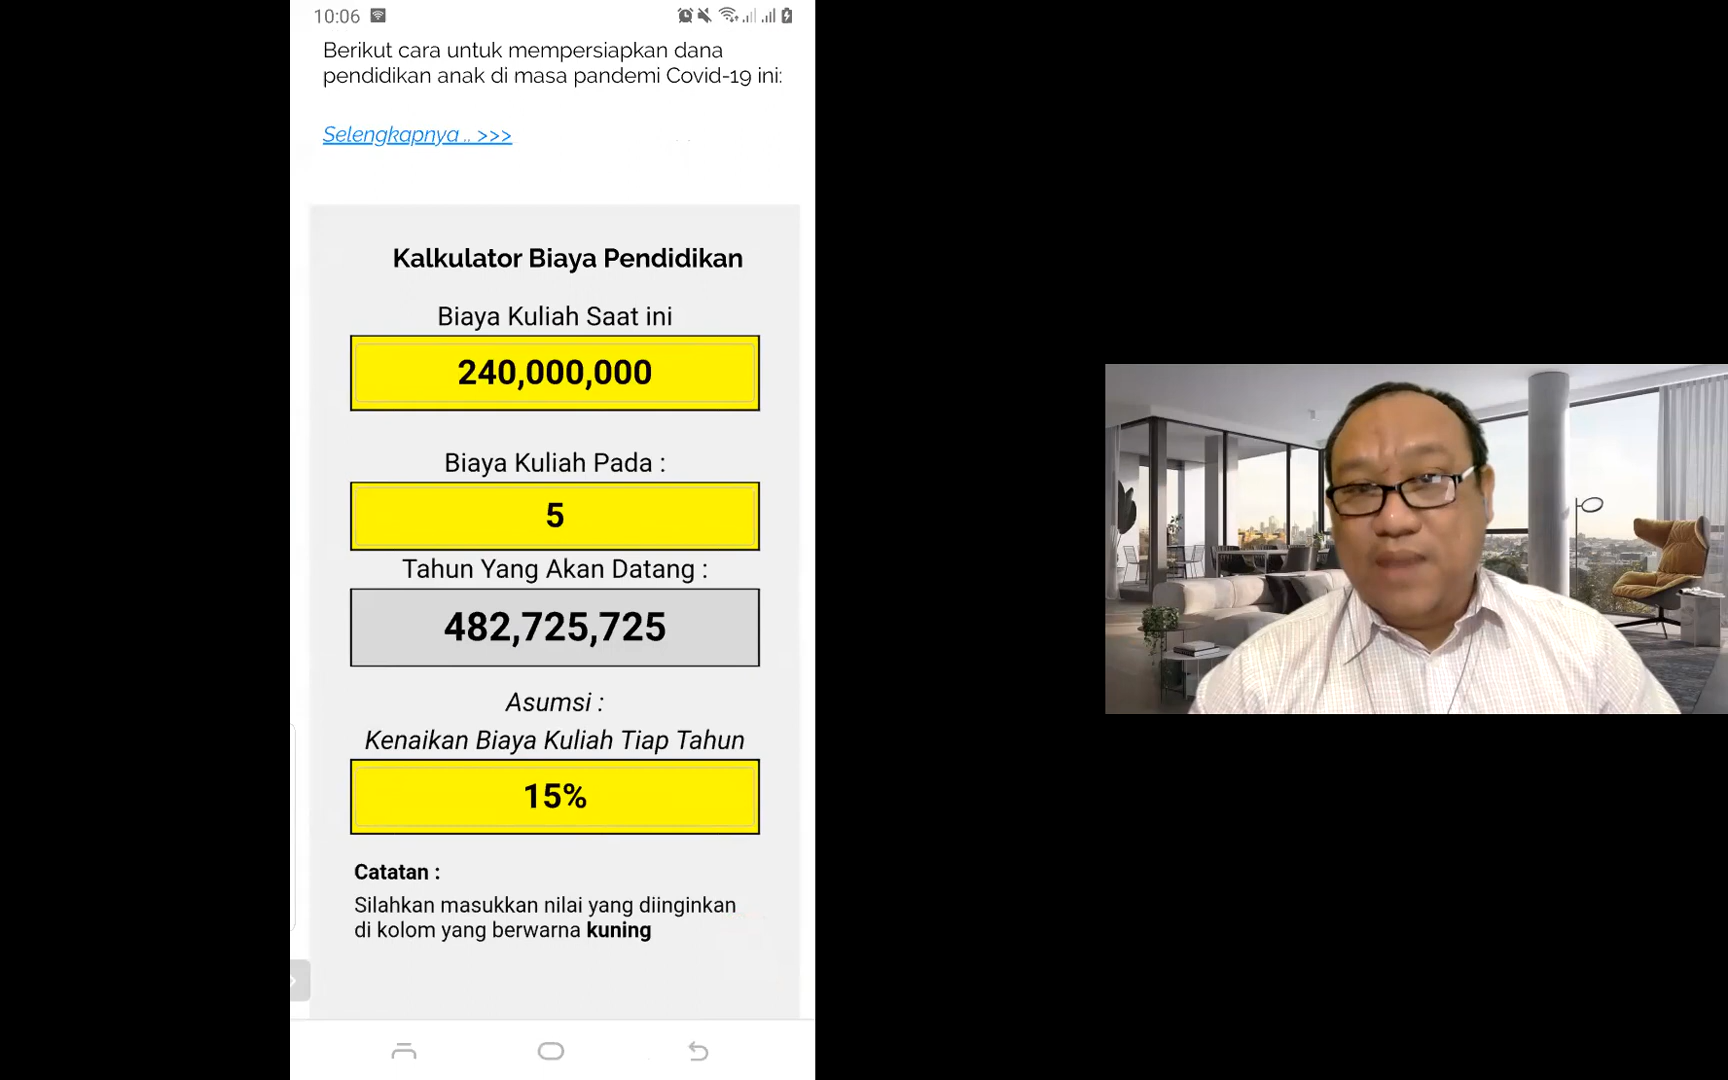 10:06
Berikut cara untuk mempersiapkan dana
pendidikan anak di masa pandemi Covid-19 ini:
Selengkapnya .. >>>
Kalkulator Biaya Pendidikan
Biaya Kuliah Saat ini
240,000,000
Biaya Kuliah Pada :
5
Tahun Yang Akan Datang :
482,725,725
Asumsi :
Kenaikan Biaya Kuliah Tiap Tahun
15%
Catatan :
Silahkan masukkan nilai yang diinginkan
di kolom yang berwarna kuning